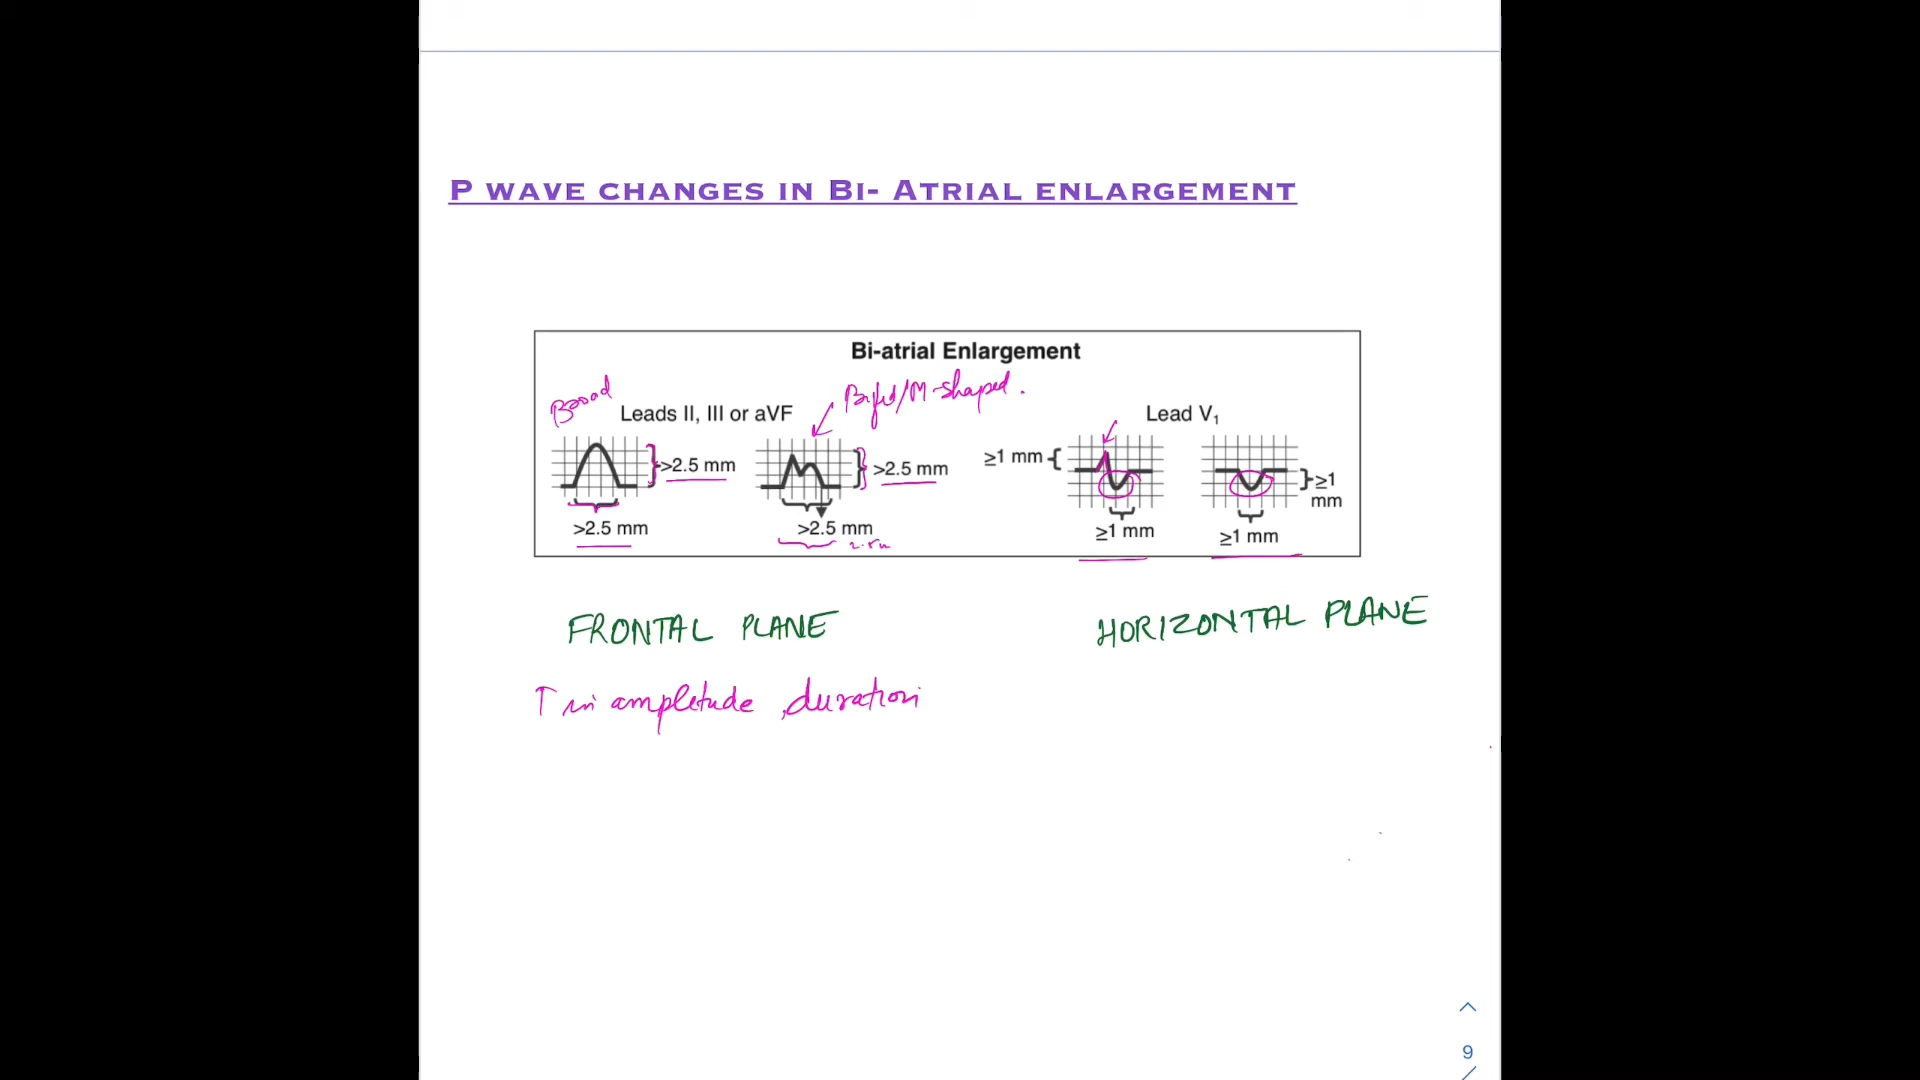 P WAVE CHANGES IN BI- ATRIAL ENLARGEMENT
Bi-atrial Enlargement
Broad
Leads II, III or aVF
Bifid/M-shaped.
Lead V1
>2.5 mm
>2.5 mm
≥1 mm
≥1 mm
>2.5 mm
>2.5 mm
≥1 mm
≥1 mm
FRONTAL PLANE
HORIZONTAL PLANE
↑ in ampletude, duration
9